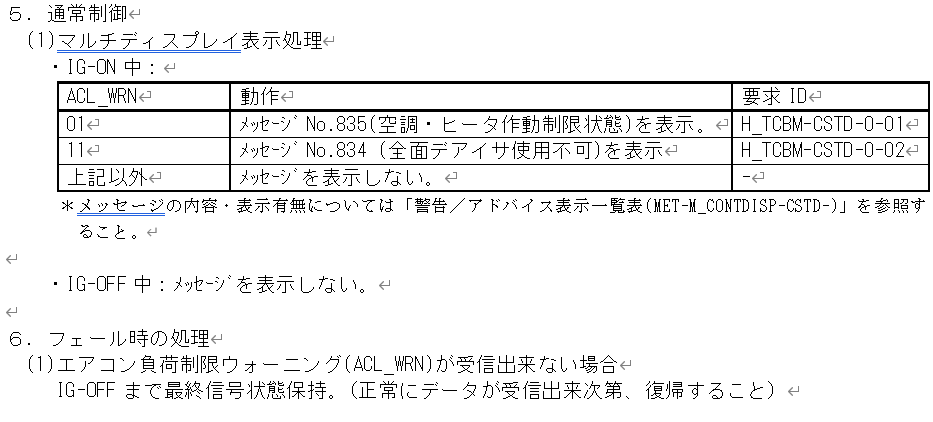 ５．通常制御
(1)マルチディスプレイ表示処理
・IG-ON 中：
ACL_WRN 動作 要求 ID
01 ﾒｯｾｰｼﾞ No.835(空調・ヒータ作動制限状態)を表示。 H_TCBM-CSTD-O-01
11 ﾒｯｾｰｼﾞ No.834 (全面デアイサ使用不可)を表示 H_TCBM-CSTD-O-02
上記以外 ﾒｯｾｰｼﾞを表示しない。 -
＊メッセージの内容・表示有無については「警告／アドバイス表示一覧表(MET-M_CONTDISP-CSTD-)」を参照す
ること。
・IG-OFF 中：ﾒｯｾｰｼﾞを表示しない。
６．フェール時の処理
(1)エアコン負荷制限ウォーニング(ACL_WRN)が受信出来ない場合
IG-OFF まで最終信号状態保持。(正常にデータが受信出来次第、復帰すること)